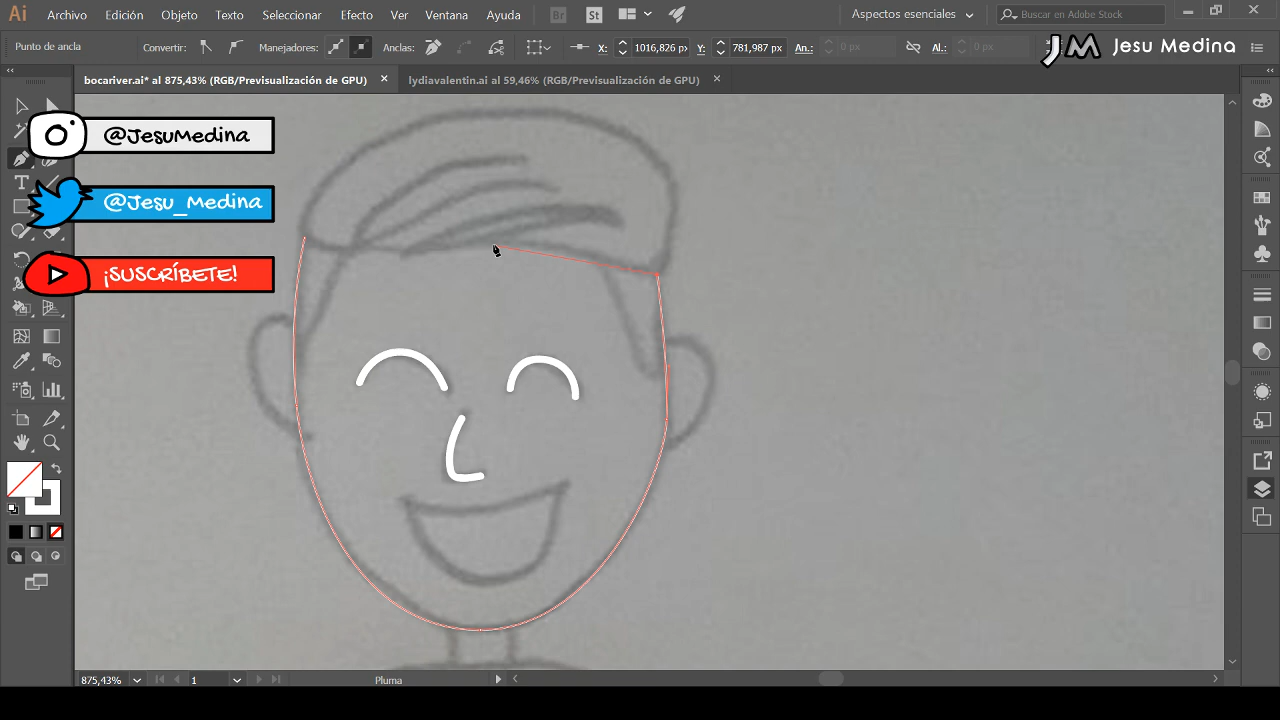 Ai Archivo Edición Objeto Texto Seleccionar Efecto Ver Ventana Ayuda Br St Aspectos esenciales Buscar en Adobe Stock
Punto de ancla Convertir: Manejadores: Anclas: X: 1016,826 px Y: 781,987 px An.: 0 px Al.: 0 px JM Jesu Medina
bocariver.ai* al 875,43% (RGB/Previsualización de GPU) × lydiavalentin.ai al 59,46% (RGB/Previsualización de GPU) ×
@JesuMedina
@Jesu_Medina
¡SUSCRÍBETE!
875,43% 1 Pluma